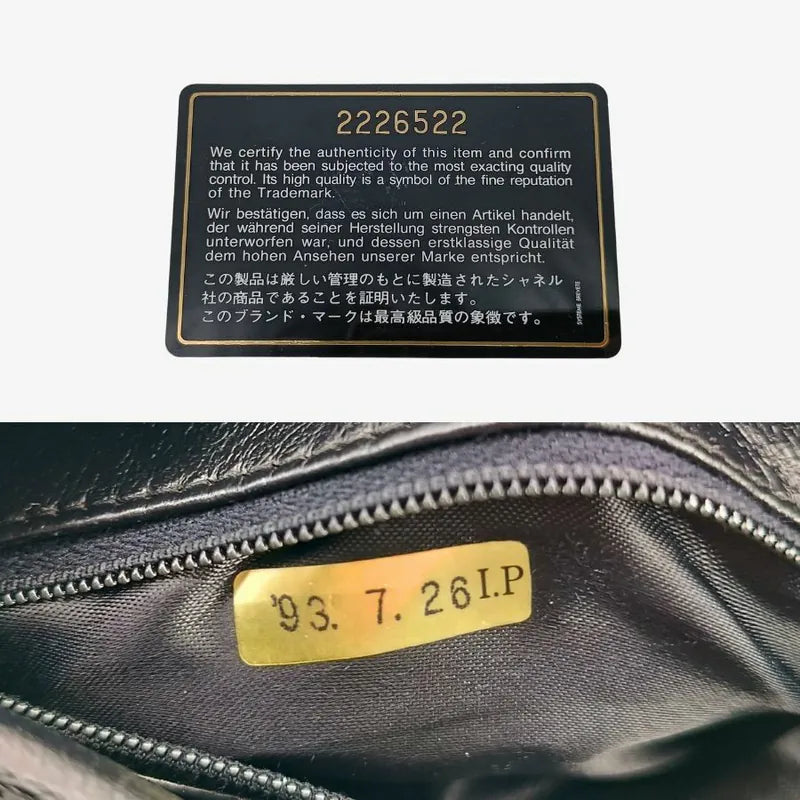 2226522
We certify the authenticity of this item and confirm
that it has been subjected to the most exacting quality
control. Its high quality is a symbol of the fine reputation
of the Trademark.
Wir bestätigen, dass es sich um einen Artikel handelt,
der während seiner Herstellung strengsten Kontrollen
unterworfen war, und dessen erstklassige Qualität
dem hohen Ansehen unserer Marke entspricht.
この製品は厳しい管理のもとに製造されたシャネル
社の商品であることを証明いたします。
このブランド・マークは最高級品質の象徴です。
SYSTEME BREVETE
'93. 7. 26 I.P